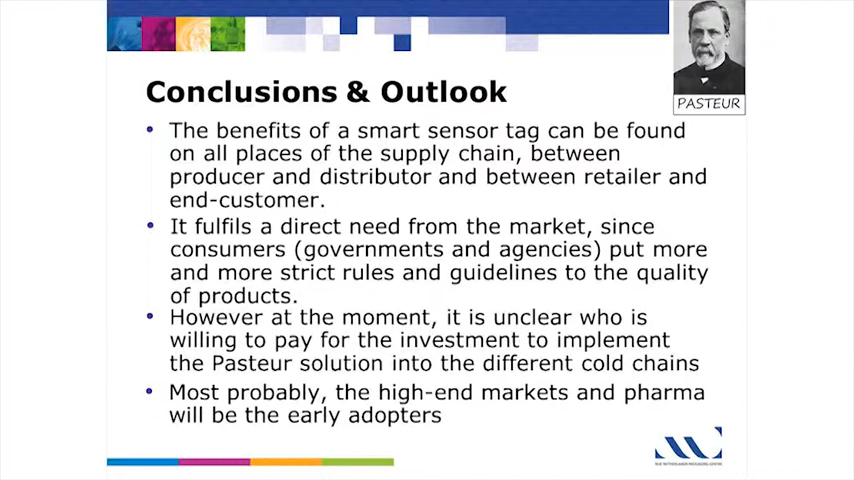 PASTEUR
Conclusions & Outlook
• The benefits of a smart sensor tag can be found
on all places of the supply chain, between
producer and distributor and between retailer and
end-customer.
• It fulfils a direct need from the market, since
consumers (governments and agencies) put more
and more strict rules and guidelines to the quality
of products.
• However at the moment, it is unclear who is
willing to pay for the investment to implement
the Pasteur solution into the different cold chains
• Most probably, the high-end markets and pharma
will be the early adopters
NVC NETHERLANDS PACKAGING CENTRE